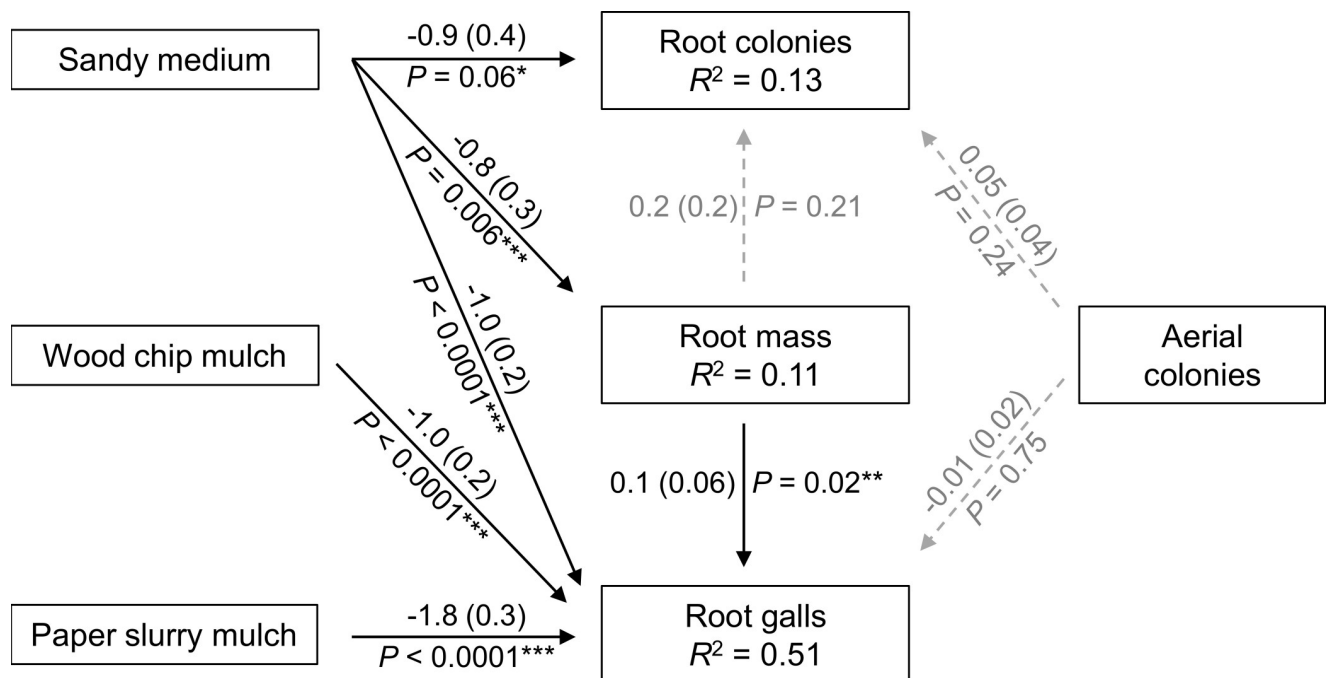 Sandy medium
-0.9 (0.4)
P = 0.06*
Root colonies
R² = 0.13
-0.8 (0.3)
P = 0.006***
0.2 (0.2)
P = 0.21
0.05 (0.04)
P = 0.24
-1.0 (0.2)
P < 0.0001***
Wood chip mulch
Root mass
R² = 0.11
Aerial
colonies
-1.0 (0.2)
P < 0.0001***
0.1 (0.06)
P = 0.02**
-0.01 (0.02)
P = 0.75
Paper slurry mulch
-1.8 (0.3)
P < 0.0001***
Root galls
R² = 0.51